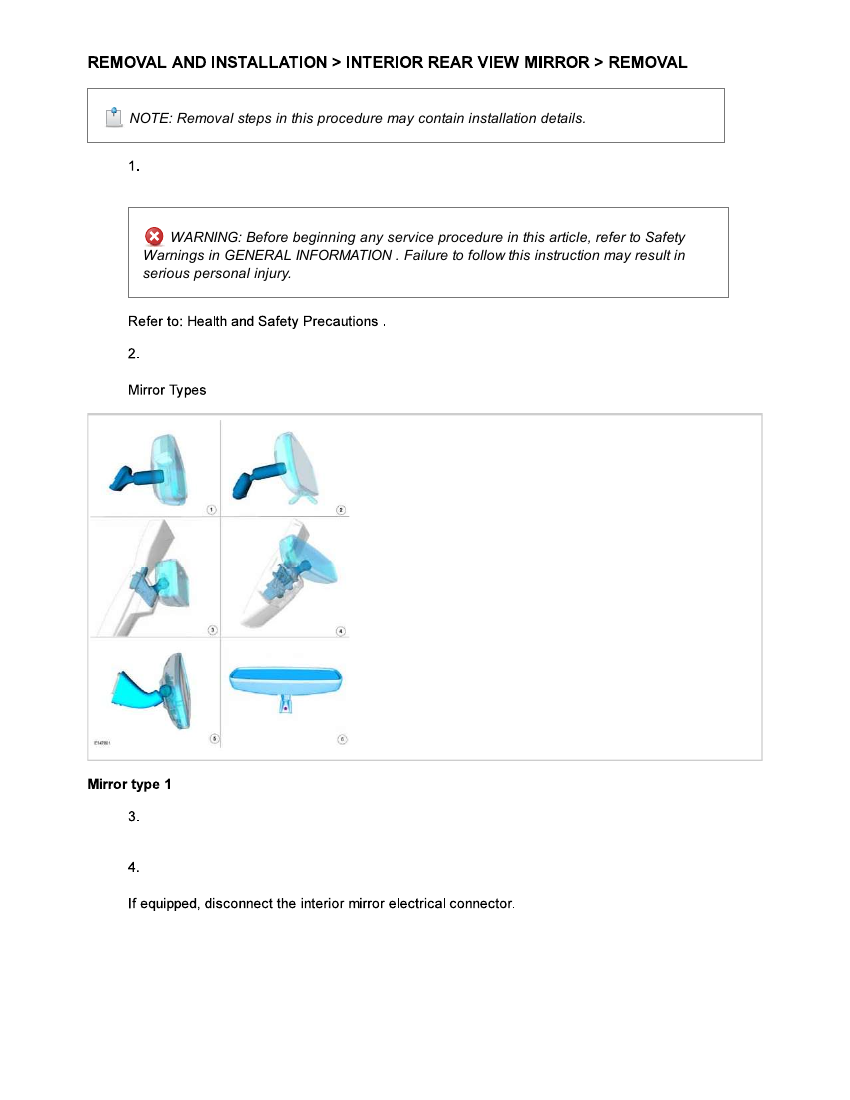 REMOVAL AND INSTALLATION > INTERIOR REAR VIEW MIRROR > REMOVAL
NOTE: Removal steps in this procedure may contain installation details.
1.
WARNING: Before beginning any service procedure in this article, refer to Safety
Warnings in GENERAL INFORMATION . Failure to follow this instruction may result in
serious personal injury.
Refer to: Health and Safety Precautions .
2.
Mirror Types
1
2
3
4
5
6
Mirror type 1
3.
4.
If equipped, disconnect the interior mirror electrical connector.